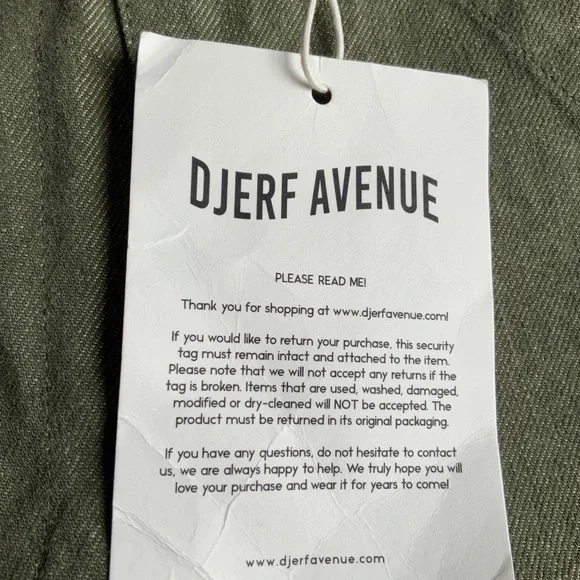 DJERF AVENUE
PLEASE READ ME!
Thank you for shopping at www.djerfavenue.com!
If you would like to return your purchase, this security
tag must remain intact and attached to the item.
Please note that we will not accept any returns if the
tag is broken. Items that are used, washed, damaged,
modified or dry-cleaned will NOT be accepted. The
product must be returned in its original packaging.
If you have any questions, do not hesitate to contact
us, we are always happy to help. We truly hope you will
love your purchase and wear it for years to come!
www.djerfavenue.com